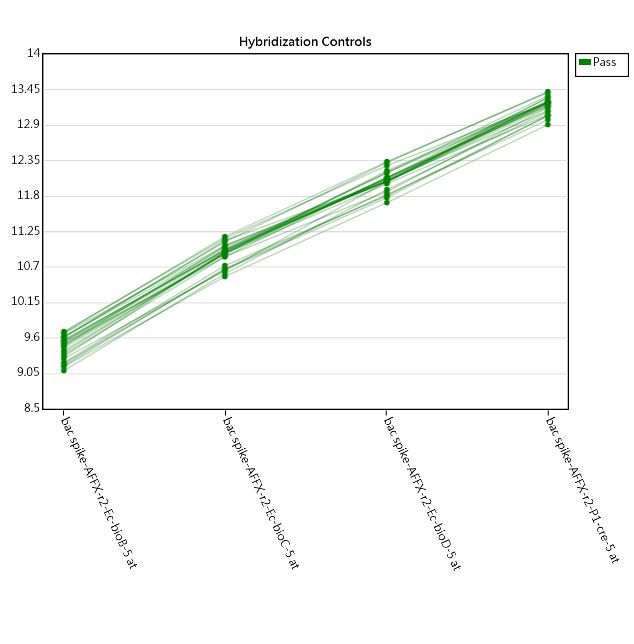 Hybridization Controls
14
13.45
12.9
12.35
11.8
11.25
10.7
10.15
9.6
9.05
8.5
Pass
bac spike-AFFX-r2-Ec-bioB-5 at
bac spike-AFFX-r2-Ec-bioC-5 at
bac spike-AFFX-r2-Ec-bioD-5 at
bac spike-AFFX-r2-P1-cre-5 at